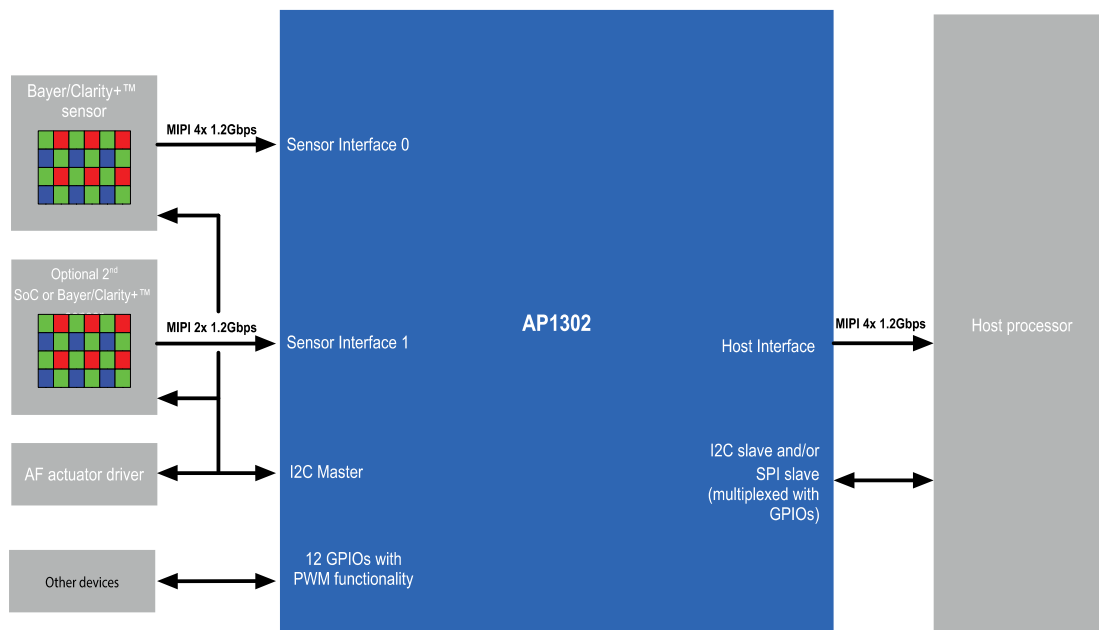 Bayer/Clarity+™
sensor
MIPI 4x 1.2Gbps
Sensor Interface 0
Optional 2nd
SoC or Bayer/Clarity+™
MIPI 2x 1.2Gbps
Sensor Interface 1
AP1302
Host Interface
MIPI 4x 1.2Gbps
Host processor
AF actuator driver
I2C Master
I2C slave and/or
SPI slave
(multiplexed with
GPIOs)
Other devices
12 GPIOs with
PWM functionality